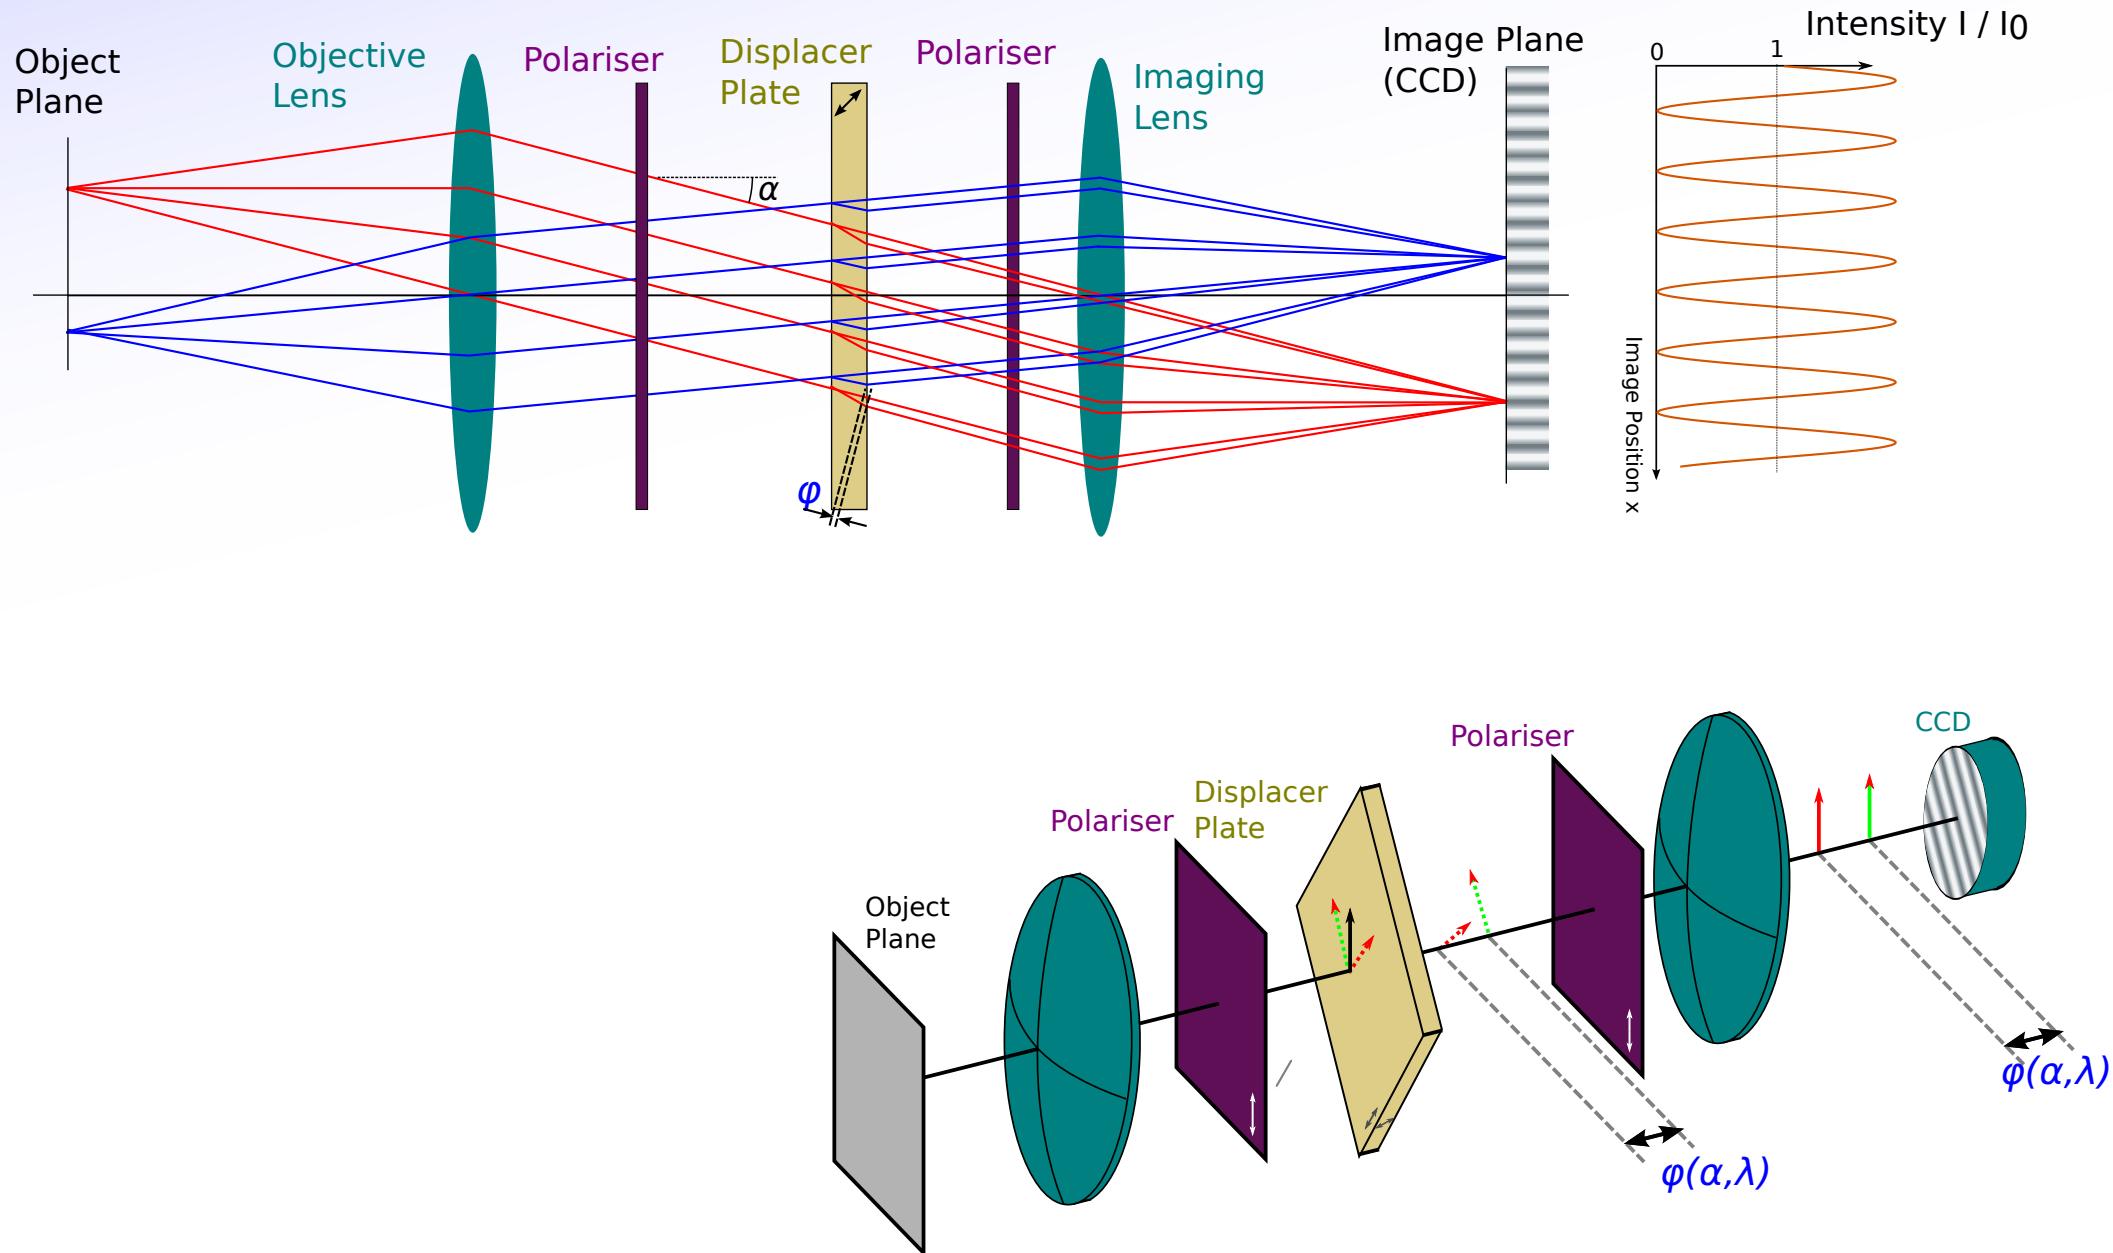 Object
Plane
Objective
Lens
Polariser
Displacer
Plate
Polariser
Imaging
Lens
Image Plane
(CCD)
Intensity I / I0
0
1
α
φ
Image Position x
Object
Plane
Polariser
Displacer
Plate
Polariser
CCD
φ(α,λ)
φ(α,λ)